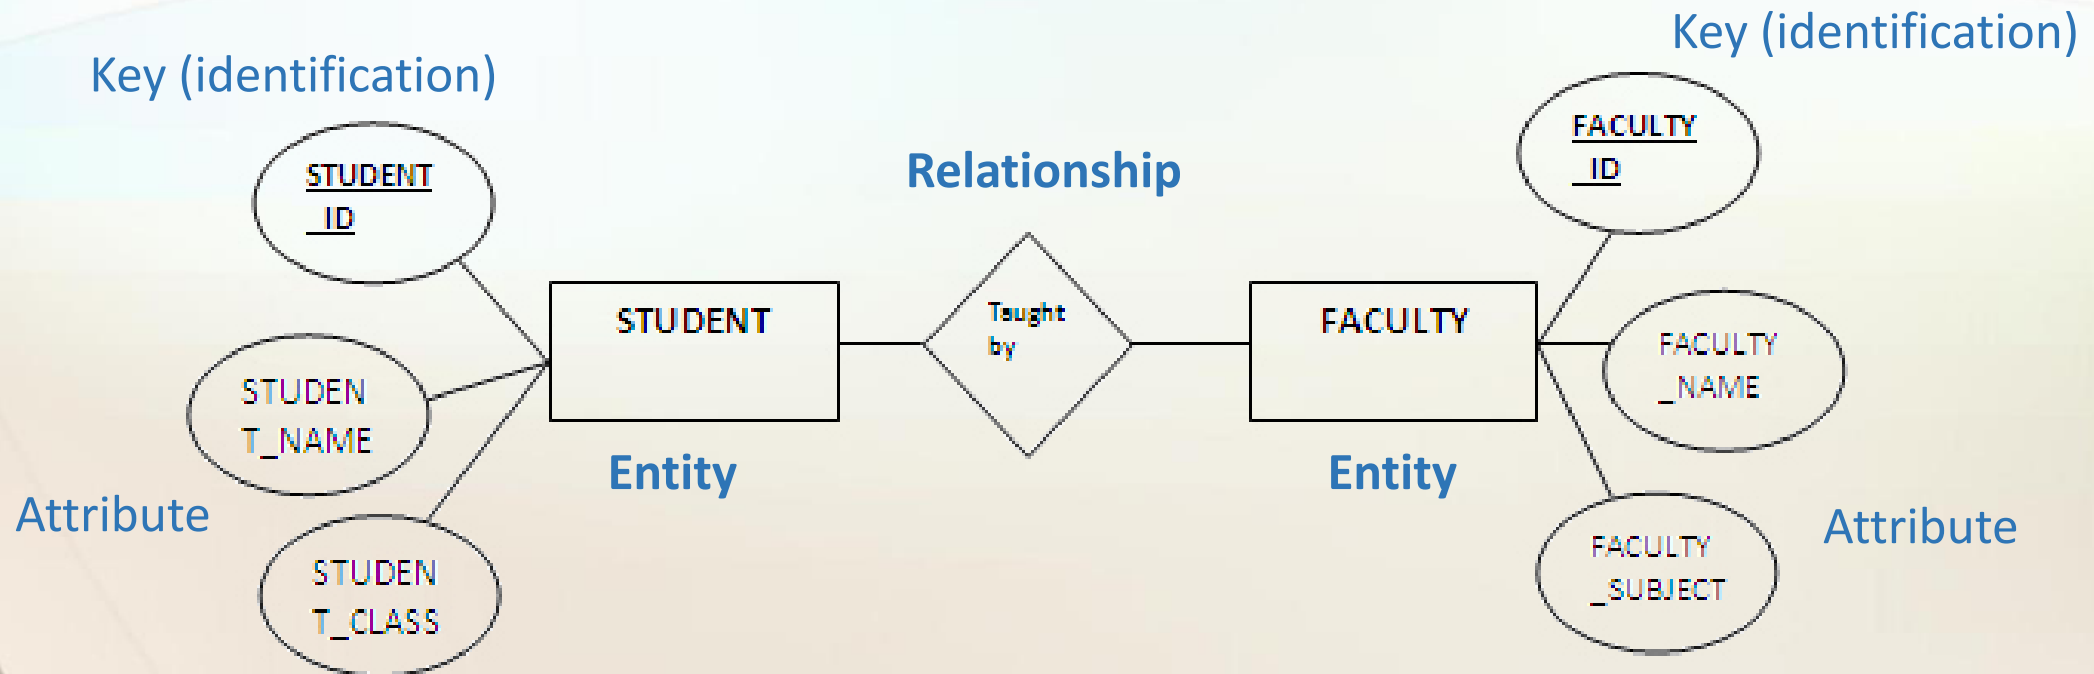 Key (identification)
Key (identification)
STUDENT
_ID
FACULTY
_ID
Relationship
STUDENT
Taught
by
FACULTY
FACULTY
_NAME
STUDEN
T_NAME
Entity
Entity
Attribute
Attribute
STUDEN
T_CLASS
FACULTY
_SUBJECT